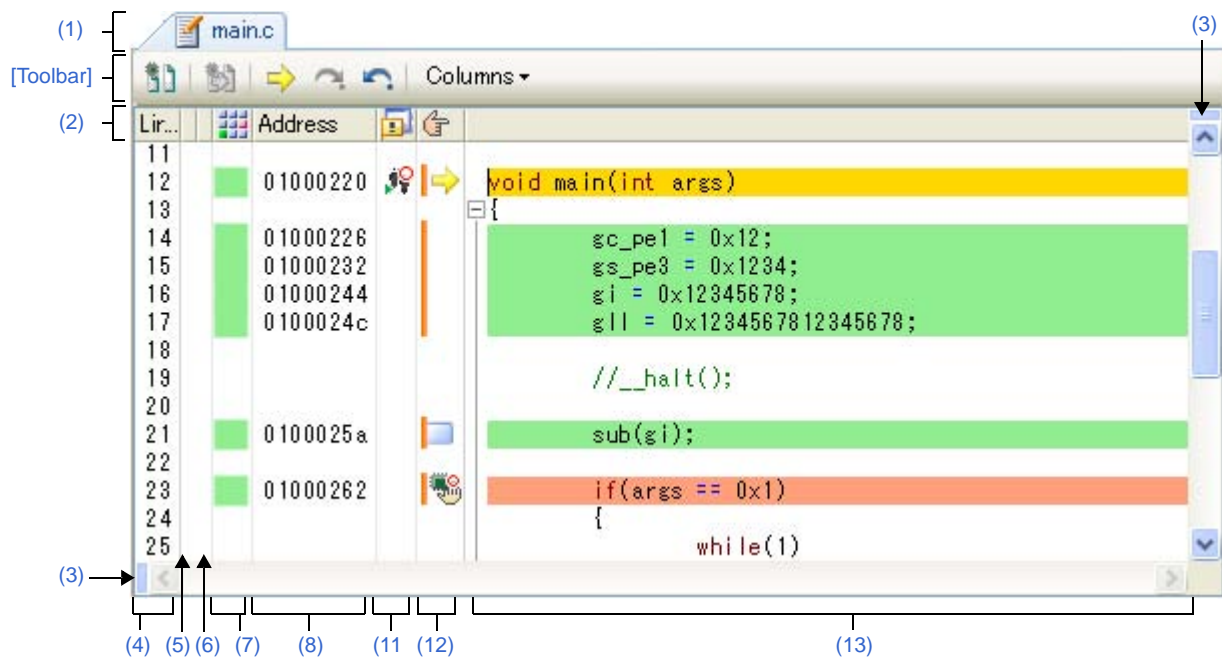 (1) main.c (3)
[Toolbar] Columns
(2) Lir... Address
11
12 01000220 void main(int args)
13 {
14 01000226 gc_pe1 = 0x12;
15 01000232 gs_pe3 = 0x1234;
16 01000244 gi = 0x12345678;
17 0100024c gll = 0x1234567812345678;
18
19 //__halt();
20
21 0100025a sub(gi);
22
23 01000262 if(args == 0x1)
24 {
25 while(1)
(3)
(4) (5) (6) (7) (8) (11) (12) (13)